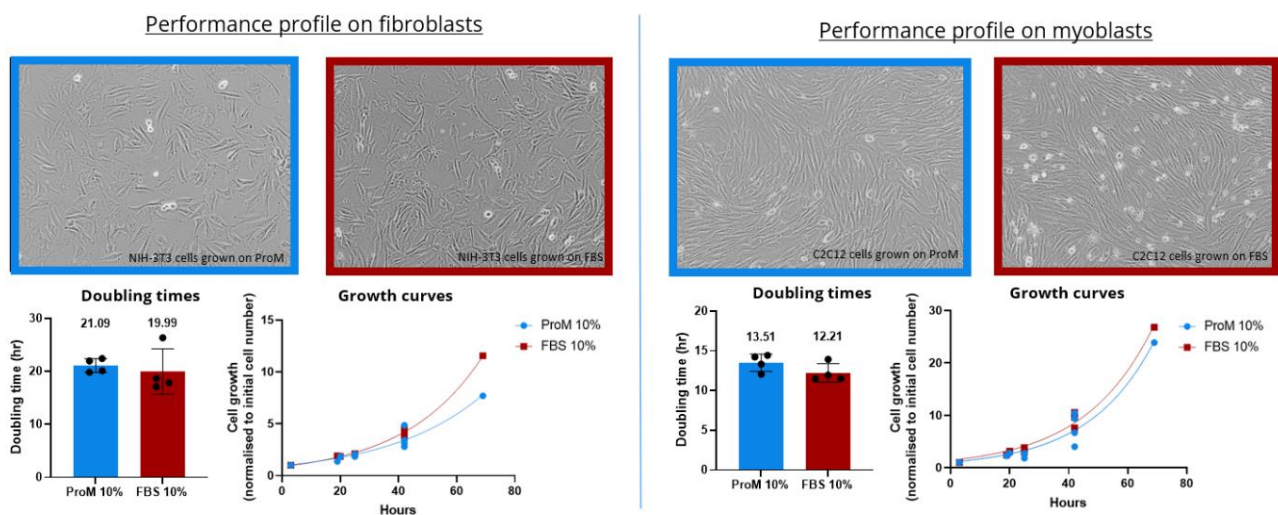 Performance profile on fibroblasts
NIH-3T3 cells grown on ProM
NIH-3T3 cells grown on FBS
Doubling times
Doubling time (hr)
30
20
10
0
21.09
19.99
ProM 10%
FBS 10%
Growth curves
Cell growth
(normalised to initial cell number)
15
10
5
0
0 20 40 60 80
Hours
ProM 10%
FBS 10%
Performance profile on myoblasts
C2C12 cells grown on ProM
C2C12 cells grown on FBS
Doubling times
Doubling time (hr)
20
15
10
5
0
13.51
12.21
ProM 10%
FBS 10%
Growth curves
Cell growth
(normalised to initial cell number)
30
20
10
0
0 20 40 60 80
Hours
ProM 10%
FBS 10%